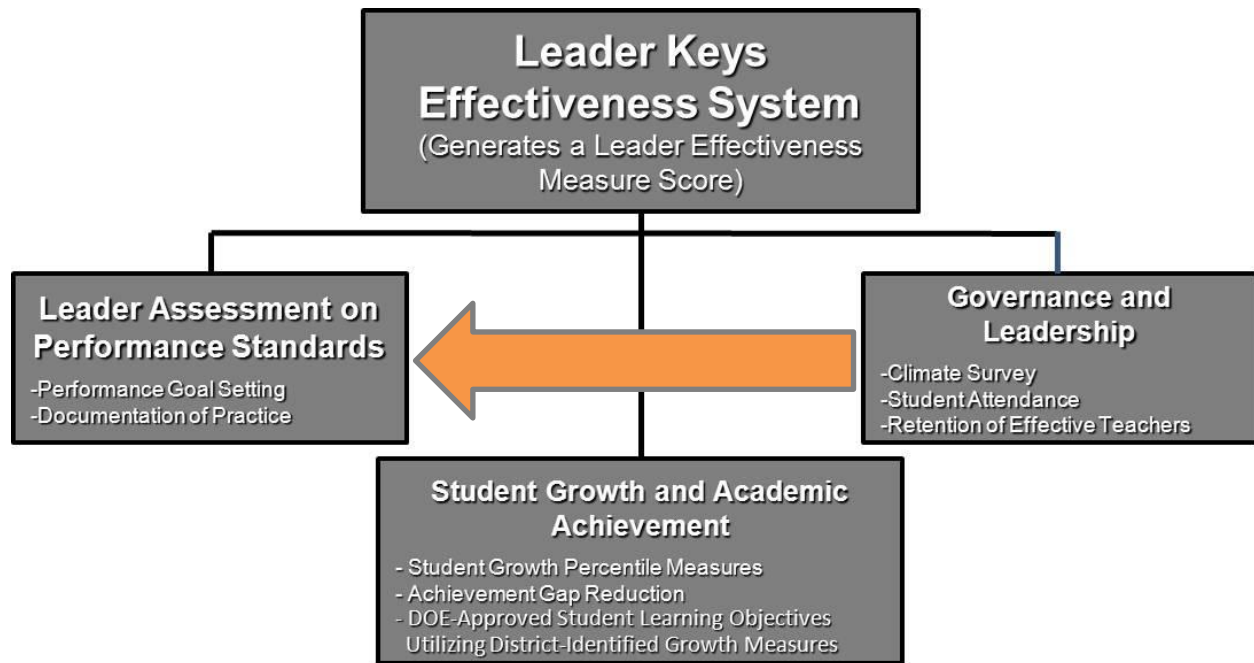 Leader Keys
Effectiveness System
(Generates a Leader Effectiveness
Measure Score)
Leader Assessment on
Performance Standards
-Performance Goal Setting
-Documentation of Practice
Governance and
Leadership
-Climate Survey
-Student Attendance
-Retention of Effective Teachers
Student Growth and Academic
Achievement
- Student Growth Percentile Measures
- Achievement Gap Reduction
- DOE-Approved Student Learning Objectives
Utilizing District-Identified Growth Measures